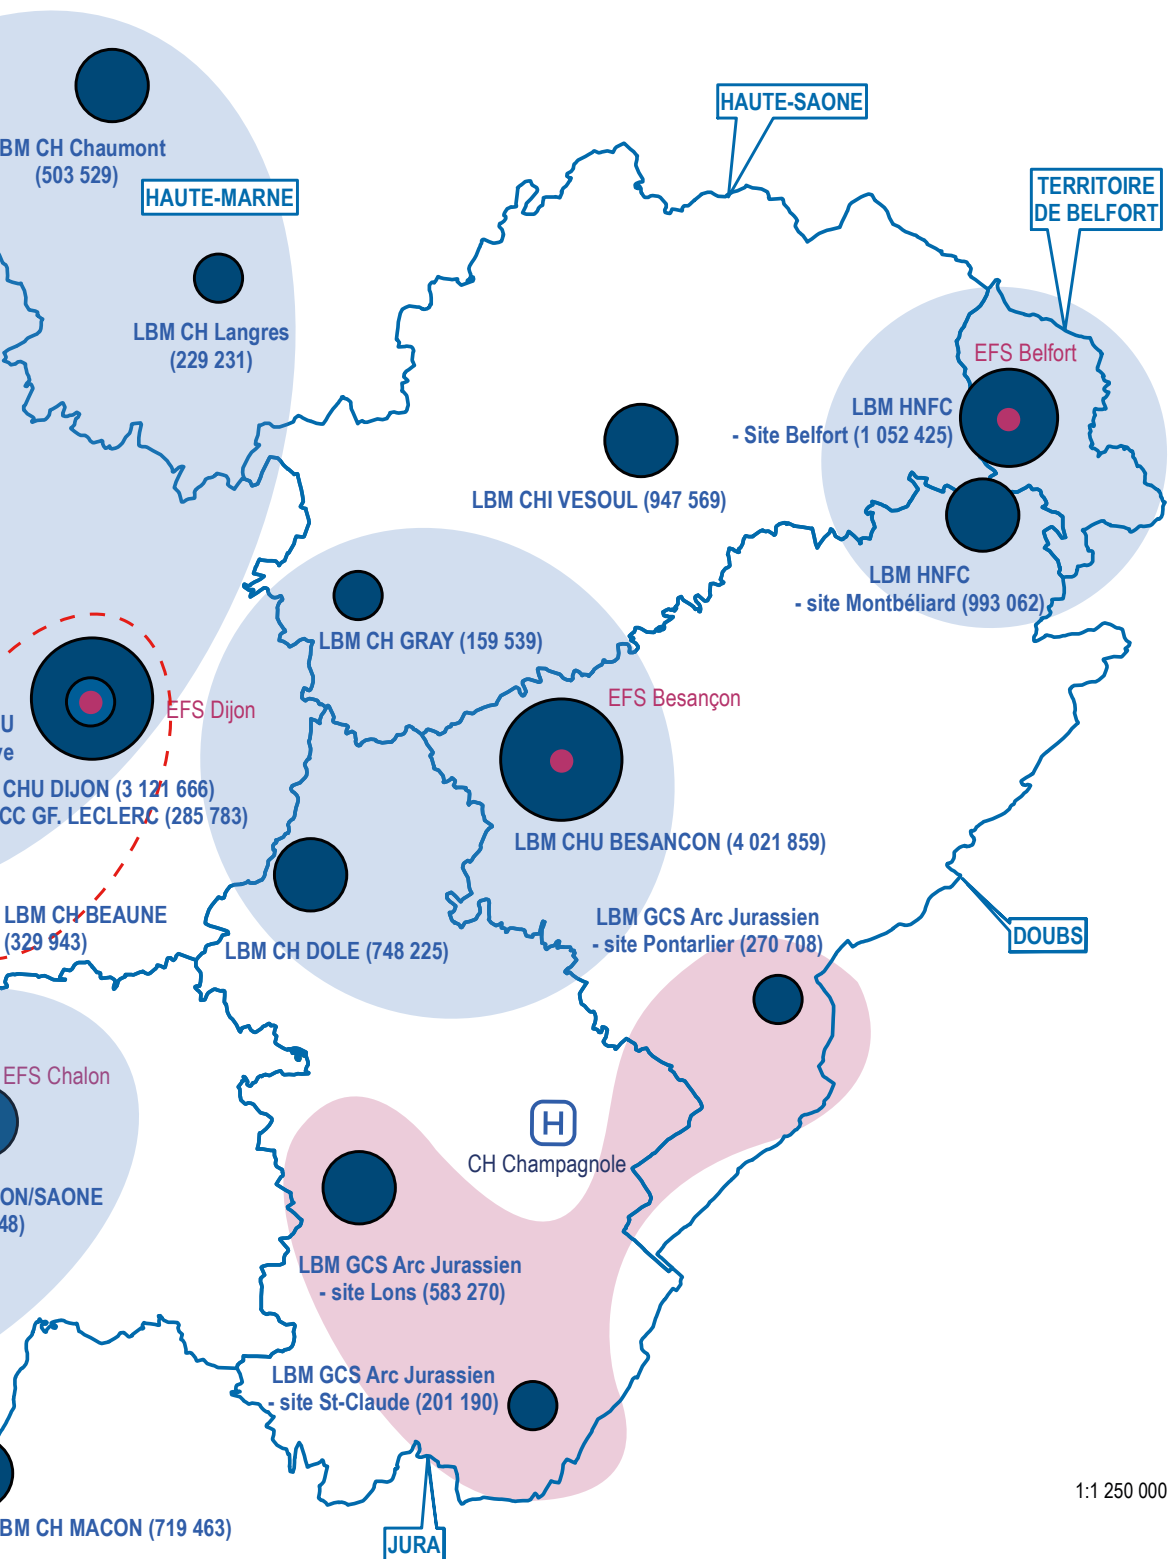 HAUTE-SAONE
BM CH Chaumont
(503 529)
HAUTE-MARNE
TERRITOIRE
DE BELFORT
LBM CH Langres
(229 231)
EFS Belfort
LBM HNFC
- Site Belfort (1 052 425)
LBM CHI VESOUL (947 569)
LBM HNFC
- site Montbéliard (993 062)
LBM CH GRAY (159 539)
EFS Besançon
EFS Dijon
U
ve
CHU DIJON (3 121 666)
CC GF. LECLERC (285 783)
LBM CHU BESANCON (4 021 859)
LBM CH BEAUNE
(329 943)
LBM CH DOLE (748 225)
LBM GCS Arc Jurassien
- site Pontarlier (270 708)
DOUBS
EFS Chalon
H
CH Champagnole
ON/SAONE
48)
LBM GCS Arc Jurassien
- site Lons (583 270)
LBM GCS Arc Jurassien
- site St-Claude (201 190)
1:1 250 000
BM CH MACON (719 463)
JURA